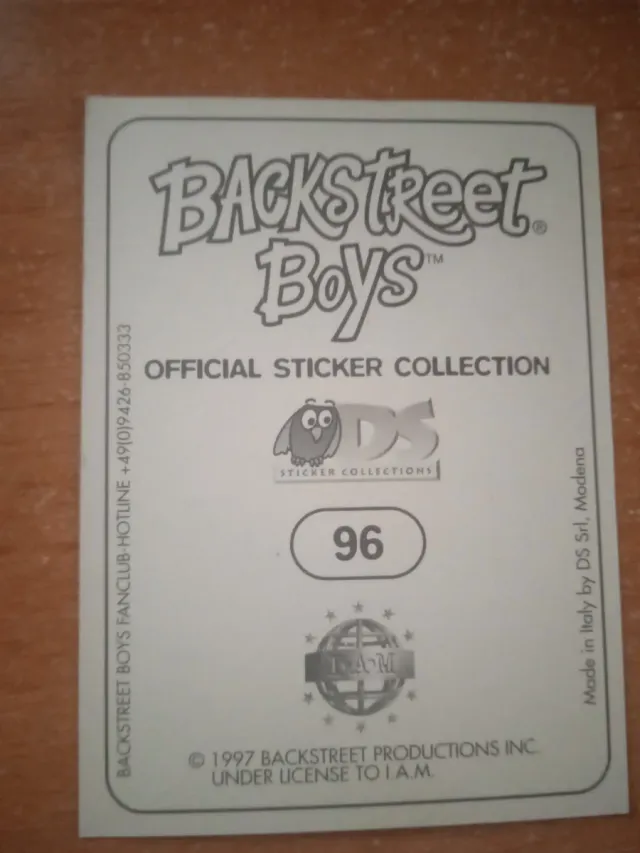 BACKSTREET®
BOYS™
OFFICIAL STICKER COLLECTION
DS
STICKER COLLECTIONS
96
I.A.M
© 1997 BACKSTREET PRODUCTIONS INC.
UNDER LICENSE TO I A.M.
BACKSTREET BOYS FANCLUB-HOTLINE +49(0)9426-850333
Made in Italy by DS Srl, Modena